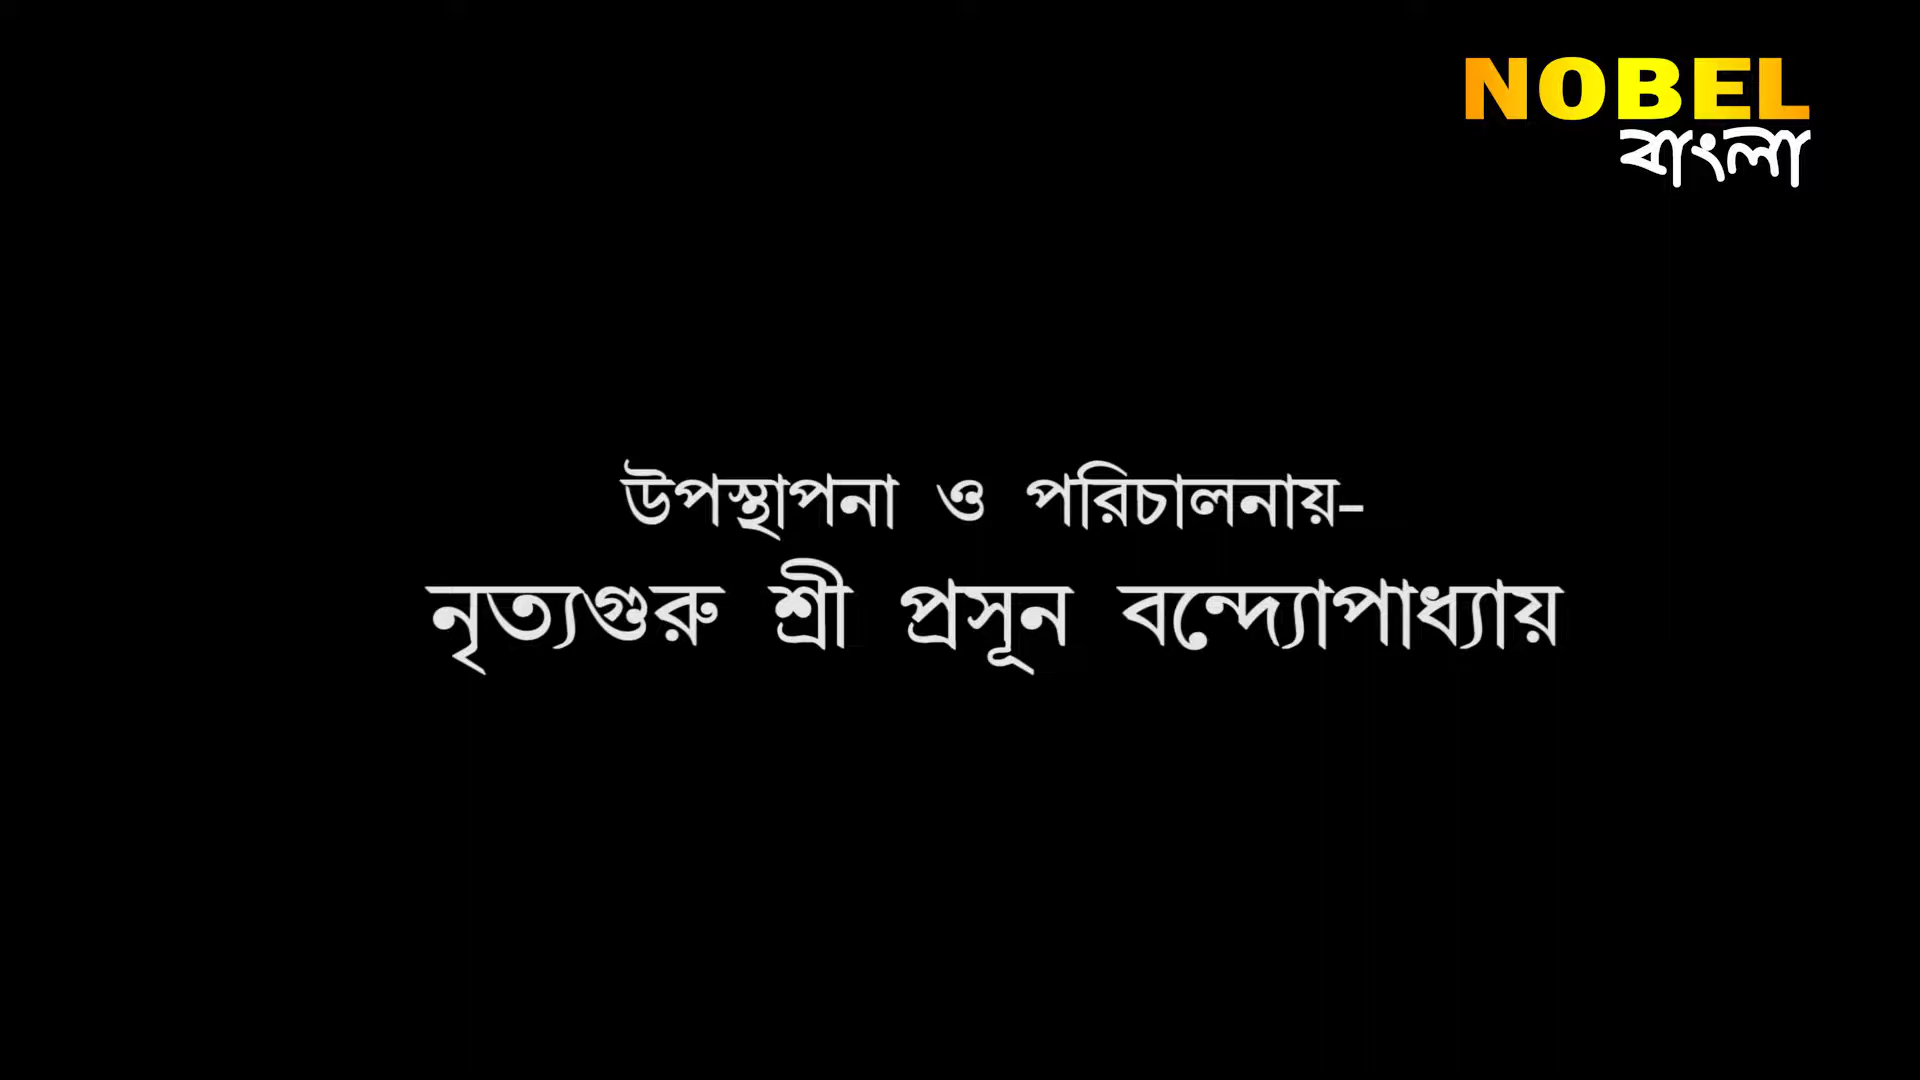 NOBEL
বাংলা
উপস্থাপনা ও পরিচালনায়-
নৃত্যগুরু শ্রী প্রসূন বন্দ্যোপাধ্যায়